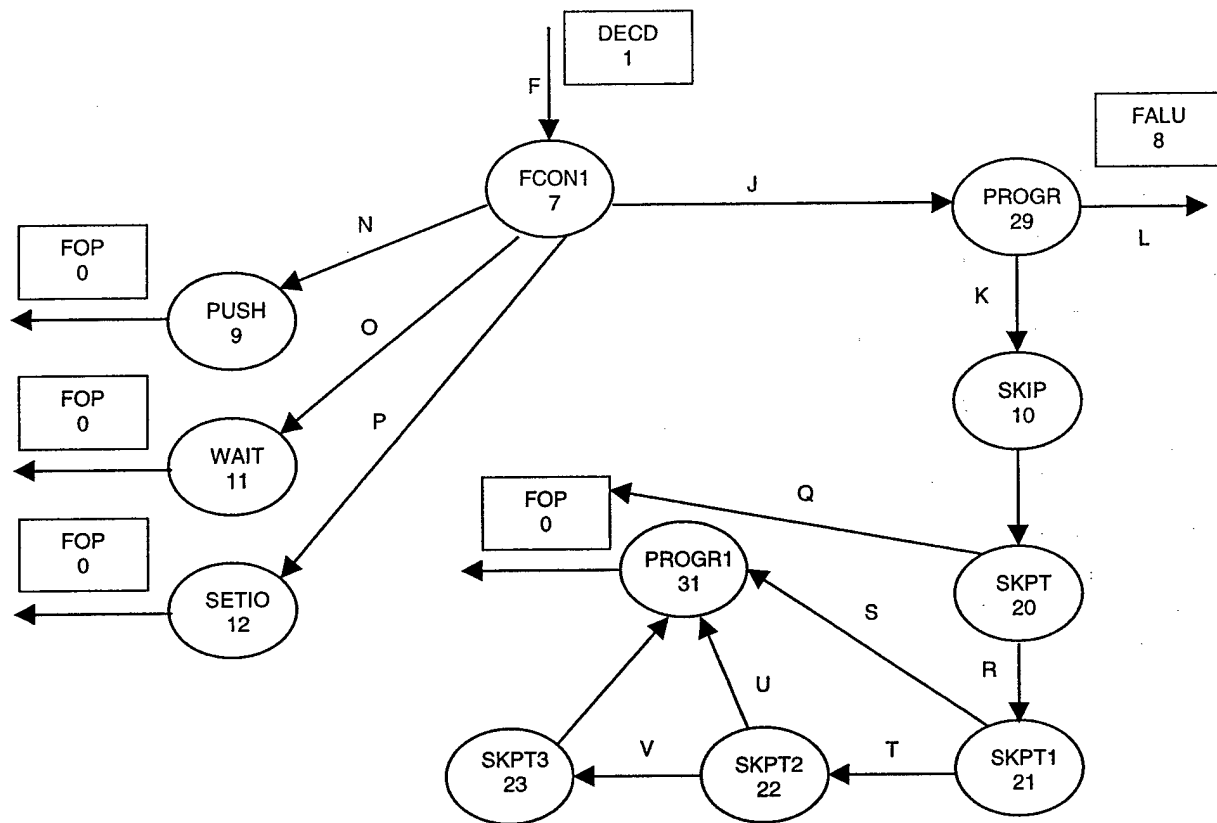 DECD
1
F
FALU
8
FCON1
7
J
PROGR
29
L
N
FOP
0
K
PUSH
9
O
SKIP
10
FOP
0
P
WAIT
11
Q
FOP
0
FOP
0
PROGR1
31
SKPT
20
SETIO
12
S
R
U
SKPT3
23
V
SKPT2
22
T
SKPT1
21